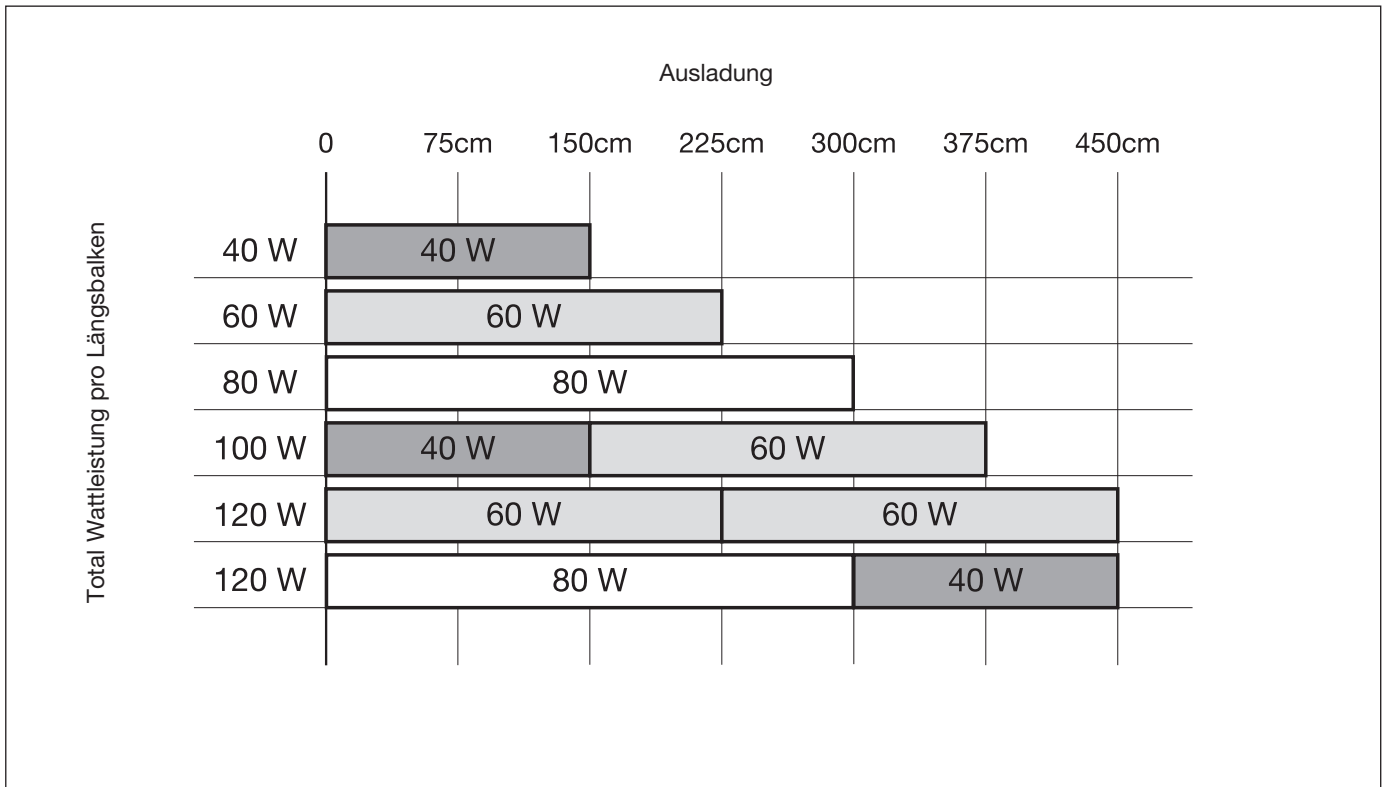 Ausladung
0 75cm 150cm 225cm 300cm 375cm 450cm
Total Wattleistung pro Längsbalken
40 W 40 W
60 W 60 W
80 W 80 W
100 W 40 W 60 W
120 W 60 W 60 W
120 W 80 W 40 W